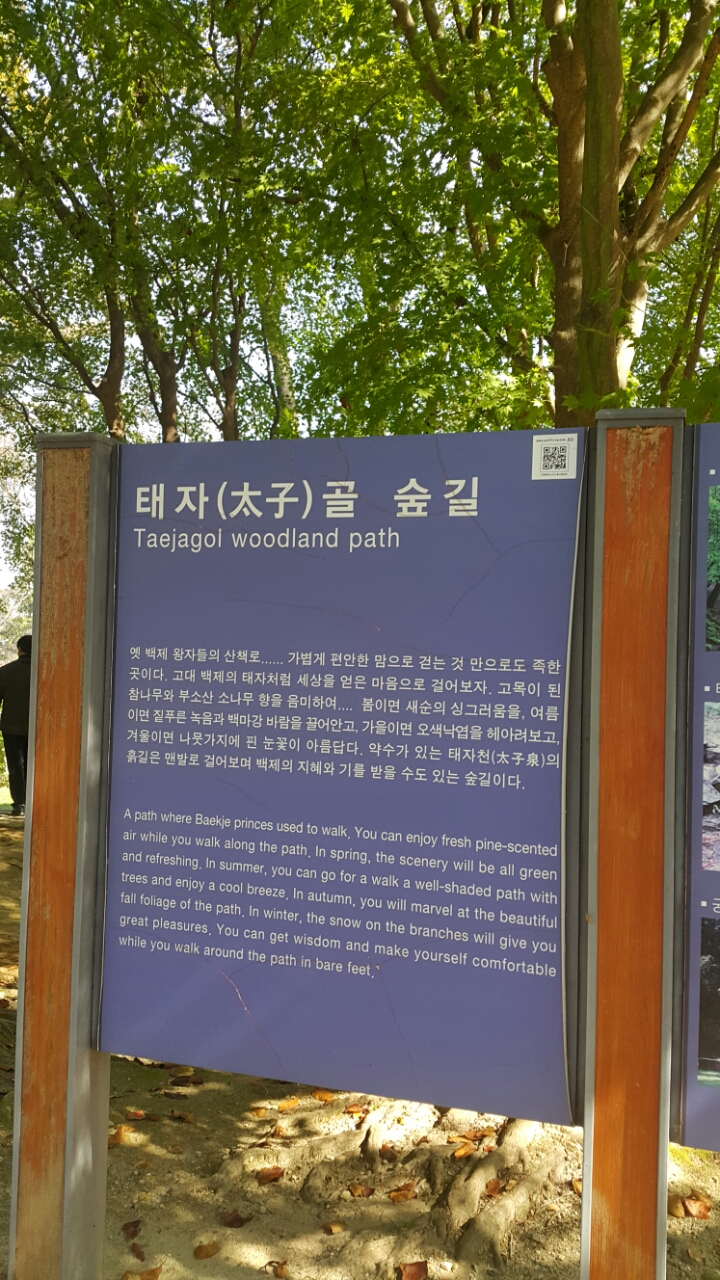 태자(太子)골 숲길
Taejagol woodland path
옛 백제 왕자들의 산책로...... 가볍게 편안한 맘으로 걷는 것 만으로도 족한
곳이다. 고대 백제의 태자처럼 세상을 얻은 마음으로 걸어보자. 고목이 된
참나무와 부소산 소나무 향을 음미하여.... 봄이면 새순의 싱그러움을, 여름
이면 짙푸른 녹음과 백마강 바람을 끌어안고, 가을이면 오색낙엽을 헤아려보고,
겨울이면 나뭇가지에 핀 눈꽃이 아름답다. 약수가 있는 태자천(太子泉)의
흙길은 맨발로 걸어보며 백제의 지혜와 기를 받을 수도 있는 숲길이다.
A path where Baekje princes used to walk. You can enjoy fresh pine-scented
air while you walk along the path. In spring, the scenery will be all green
and refreshing. In summer, you can go for a walk a well-shaded path with
trees and enjoy a cool breeze. In autumn, you will marvel at the beautiful
fall foliage of the path. In winter, the snow on the branches will give you
great pleasures. You can get wisdom and make yourself comfortable
while you walk around the path in bare feet.